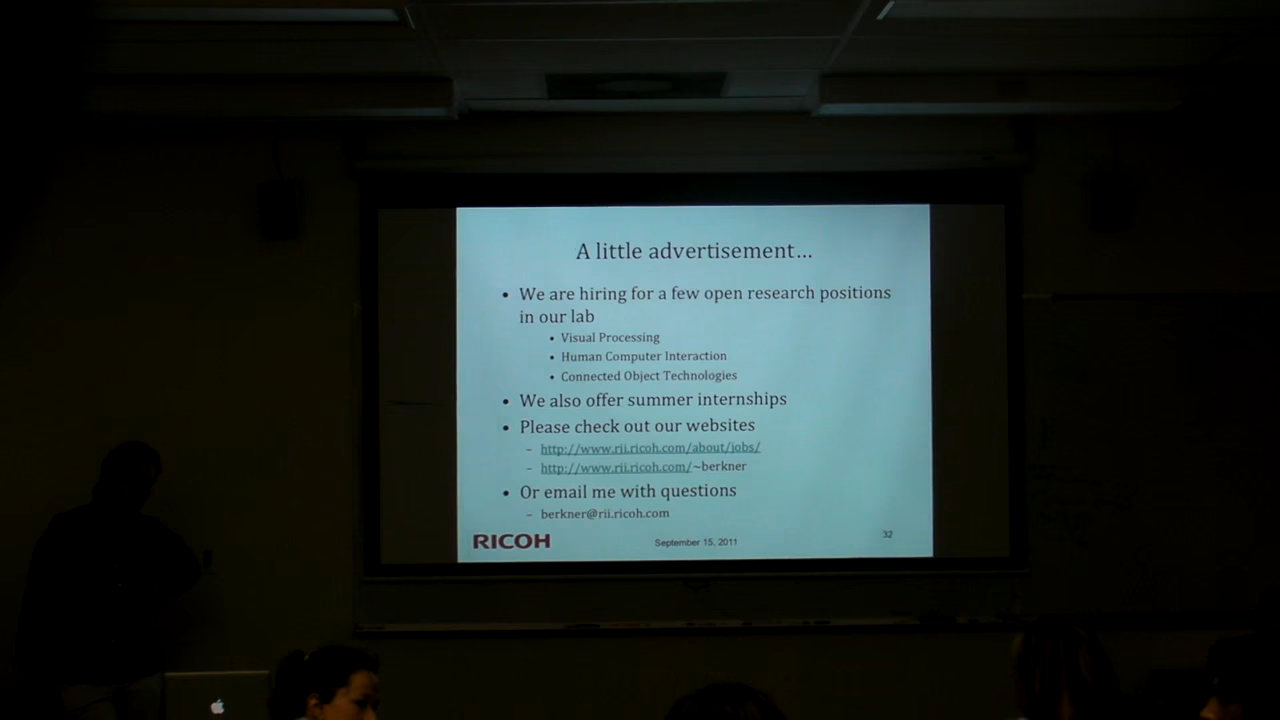 A little advertisement...
• We are hiring for a few open research positions
in our lab
• Visual Processing
• Human Computer Interaction
• Connected Object Technologies
• We also offer summer internships
• Please check out our websites
– http://www.rii.ricoh.com/about/jobs/
– http://www.rii.ricoh.com/~berkner
• Or email me with questions
– berkner@rii.ricoh.com
RICOH
September 15, 2011
32